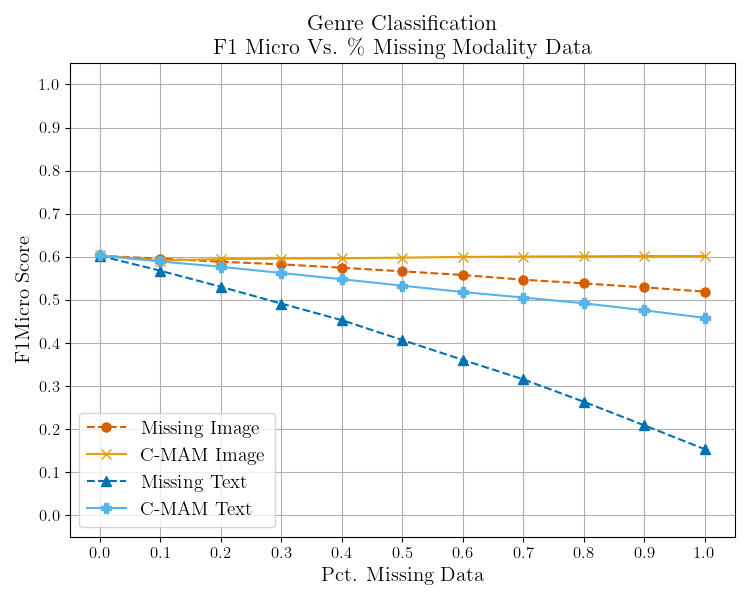 Genre Classification
F1 Micro Vs. % Missing Modality Data
F1Micro Score
1.0
0.9
0.8
0.7
0.6
0.5
0.4
0.3
0.2
0.1
0.0
Missing Image
C-MAM Image
Missing Text
C-MAM Text
0.0 0.1 0.2 0.3 0.4 0.5 0.6 0.7 0.8 0.9 1.0
Pct. Missing Data